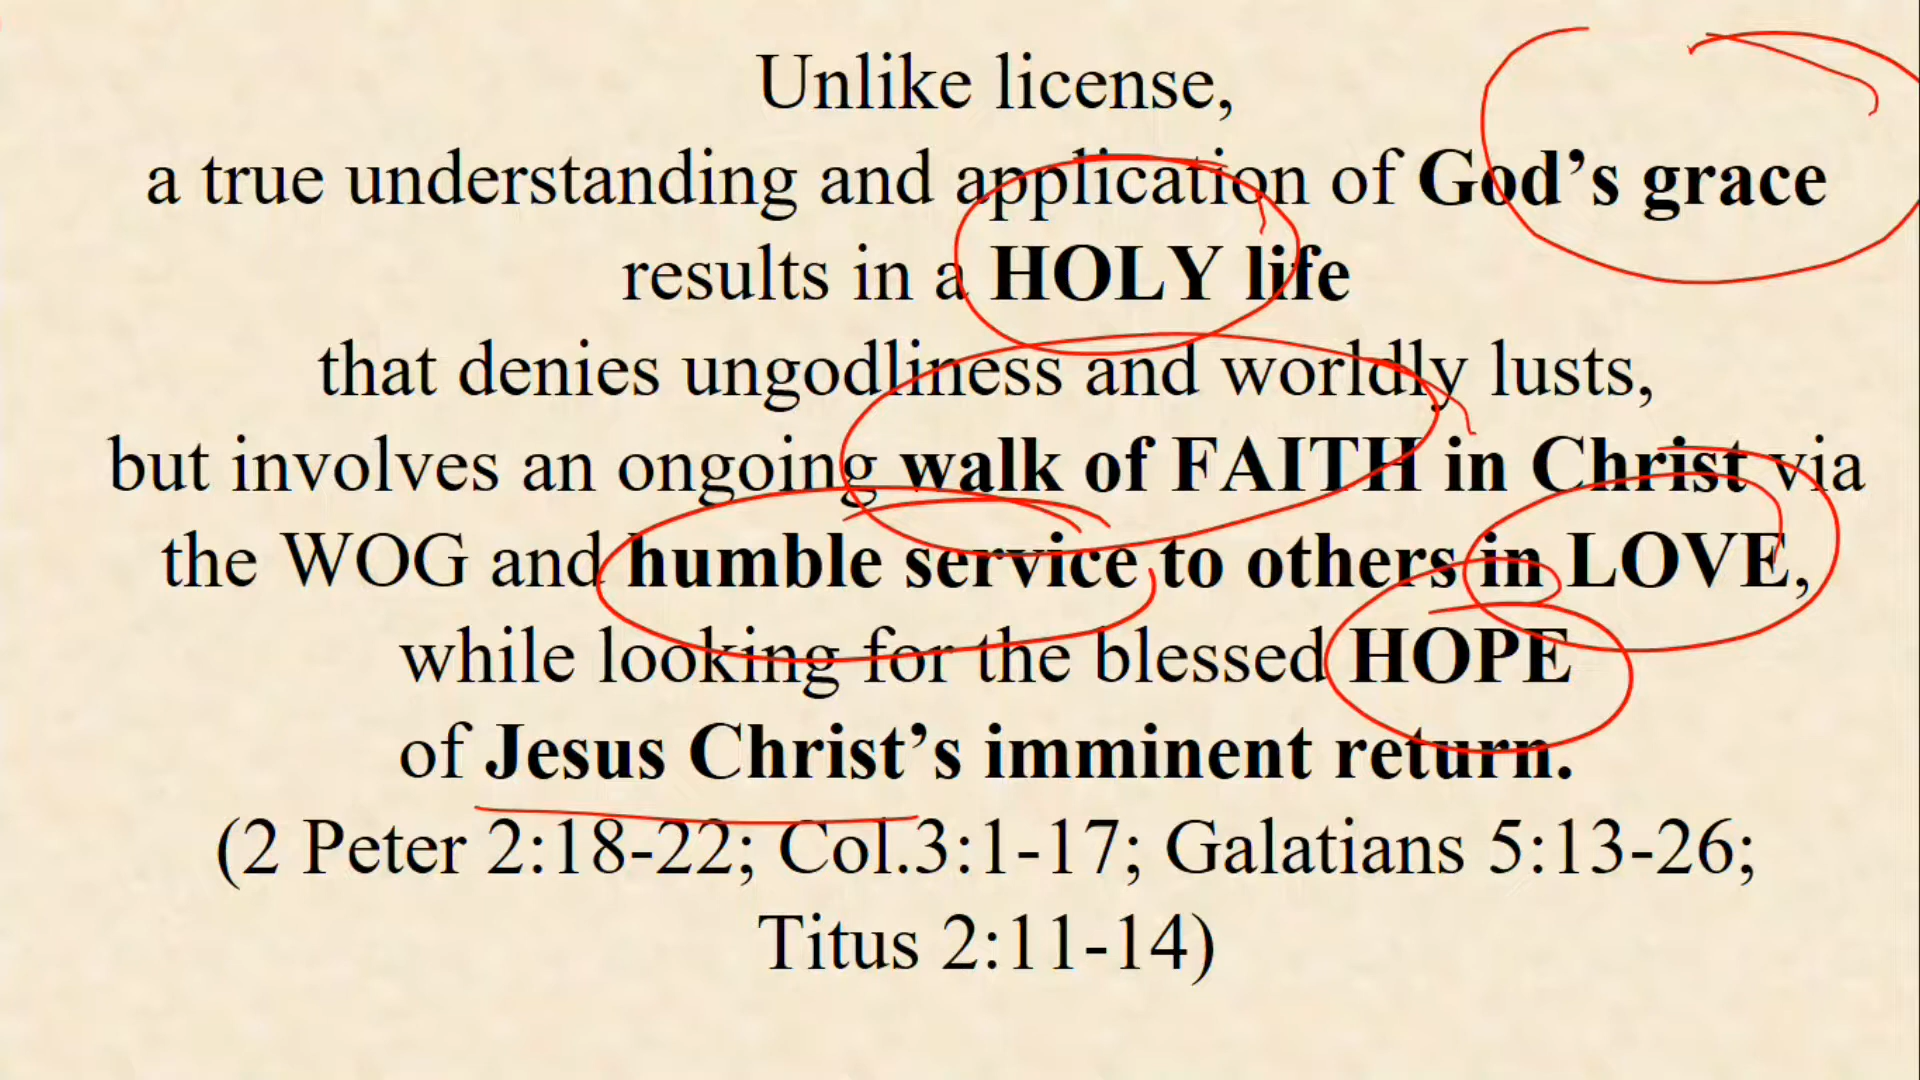 Unlike license,
a true understanding and application of God’s grace
results in a HOLY life
that denies ungodliness and worldly lusts,
but involves an ongoing walk of FAITH in Christ via
the WOG and humble service to others in LOVE,
while looking for the blessed HOPE
of Jesus Christ’s imminent return.
(2 Peter 2:18-22; Col.3:1-17; Galatians 5:13-26;
Titus 2:11-14)